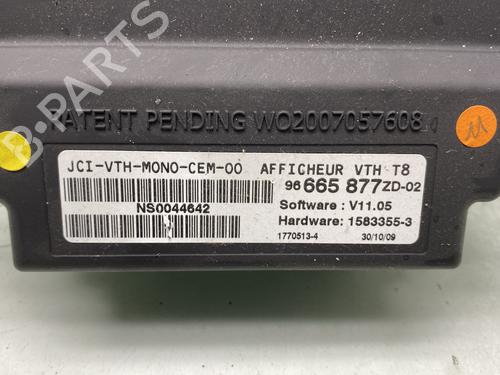 B-PARTS
PATENT PENDING WO2007057608
JCI-VTH-MONO-CEM-00 AFFICHEUR VTH T8
96 665 877ZD-02
NS0044642
Software : V11.05
Hardware: 1583355-3
1770513-4 30/10/09